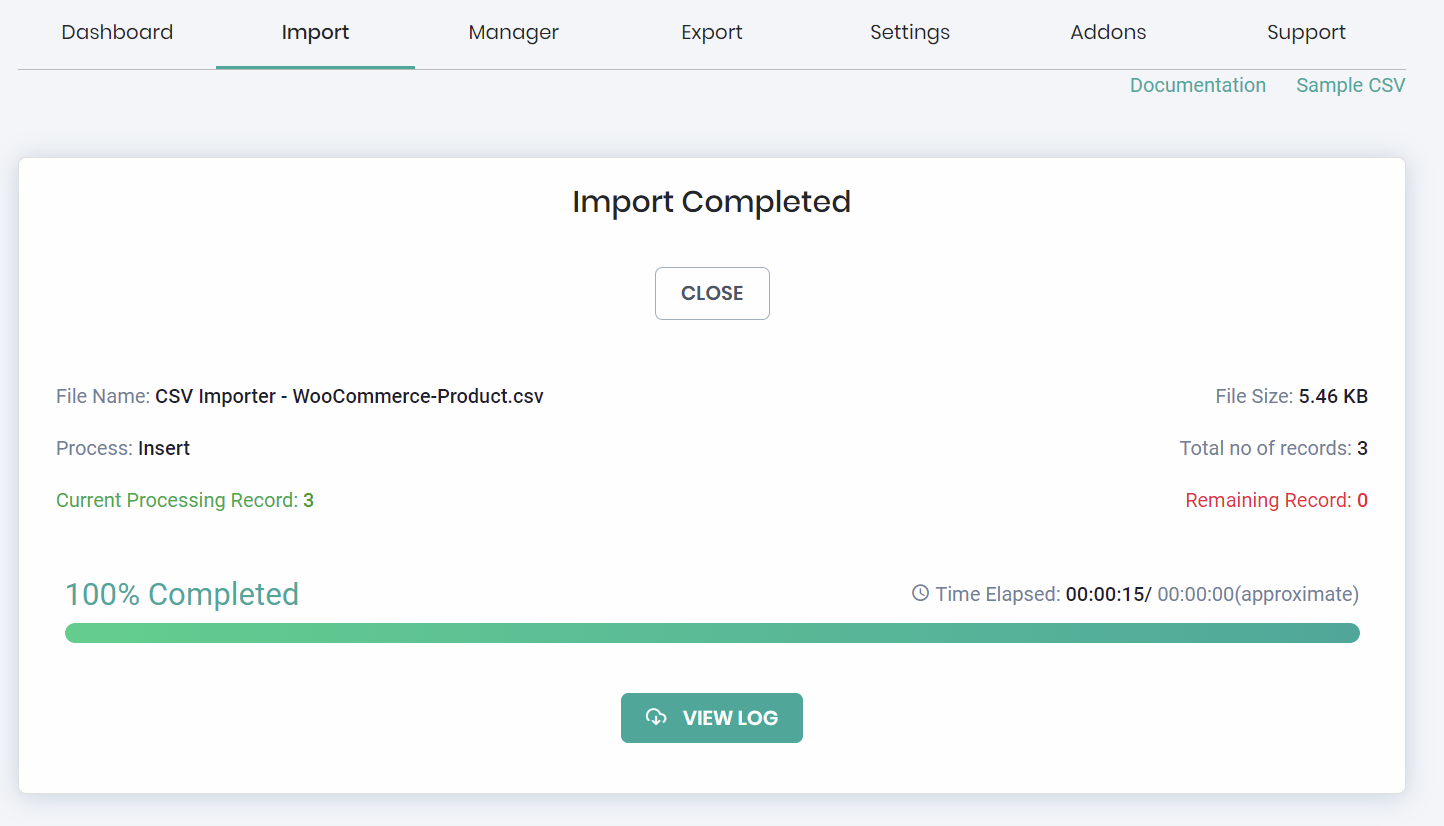 Dashboard Import Manager Export Settings Addons Support
Documentation Sample CSV
Import Completed
CLOSE
File Name: CSV Importer - WooCommerce-Product.csv File Size: 5.46 KB
Process: Insert Total no of records: 3
Current Processing Record: 3 Remaining Record: 0
100% Completed Time Elapsed: 00:00:15/ 00:00:00(approximate)
VIEW LOG